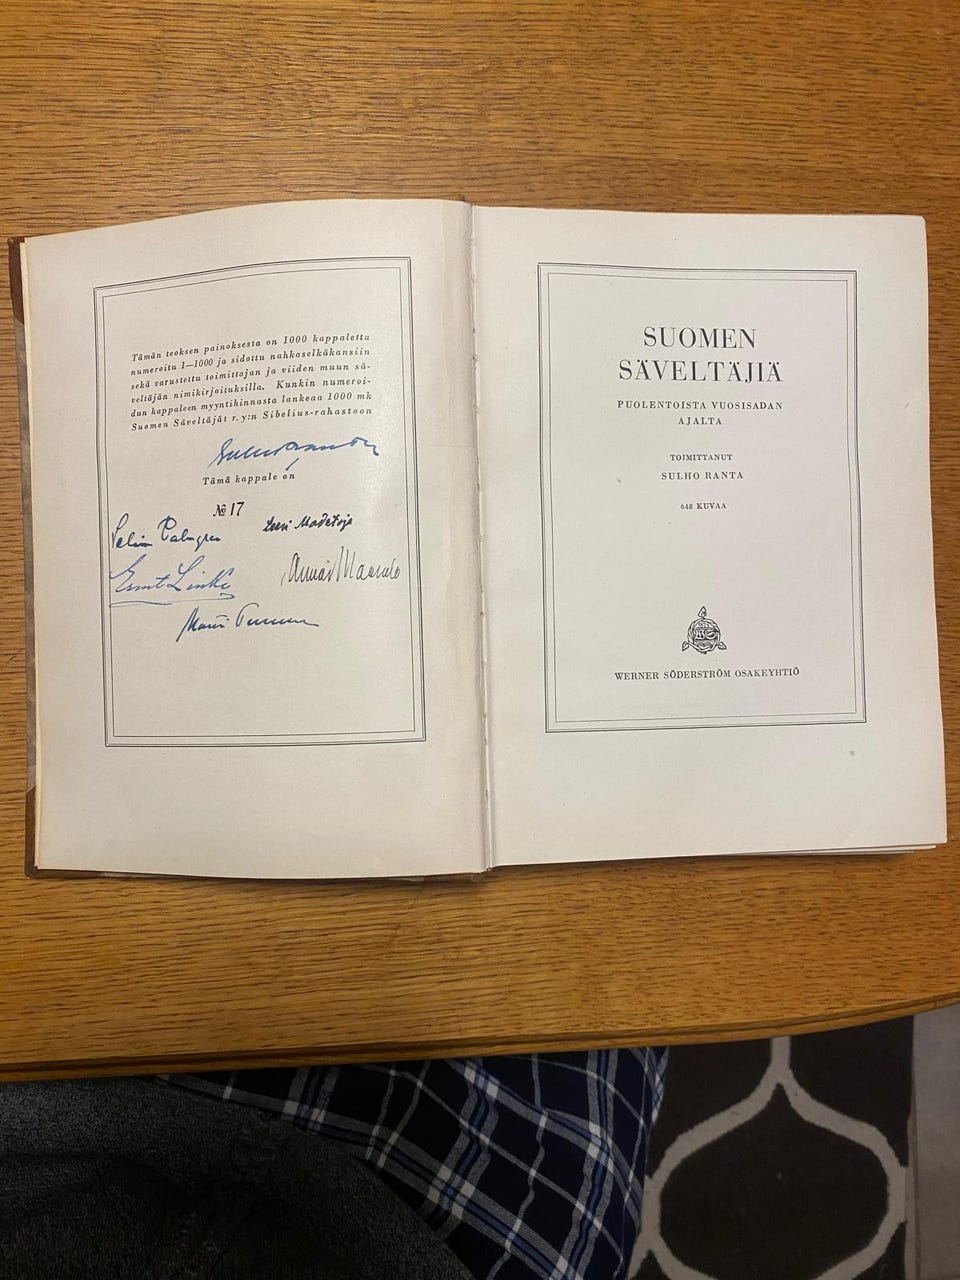 Tämän teoksen painoksesta on 1000 kappaletta
numeroitu 1—1000 ja sidottu nahkaselkäkansiin
sekä varustettu toimittajan ja viiden muun sä-
veltäjän nimikirjoituksilla. Kunkin numeroi-
dun kappaleen myyntihinnasta lankeaa 1000 mk
Suomen Säveltäjät r.y:n Sibelius-rahastoon
Sulho Ranta
Tämä kappale on
№ 17
Selim Palmgren
Leevi Madetoja
Ernst Linko
Armas Maasalo
SUOMEN
SÄVELTÄJIÄ
PUOLENTOISTA VUOSISADAN
AJALTA
TOIMITTANUT
SULHO RANTA
648 KUVAA
WERNER SÖDERSTRÖM OSAKEYHTIÖ